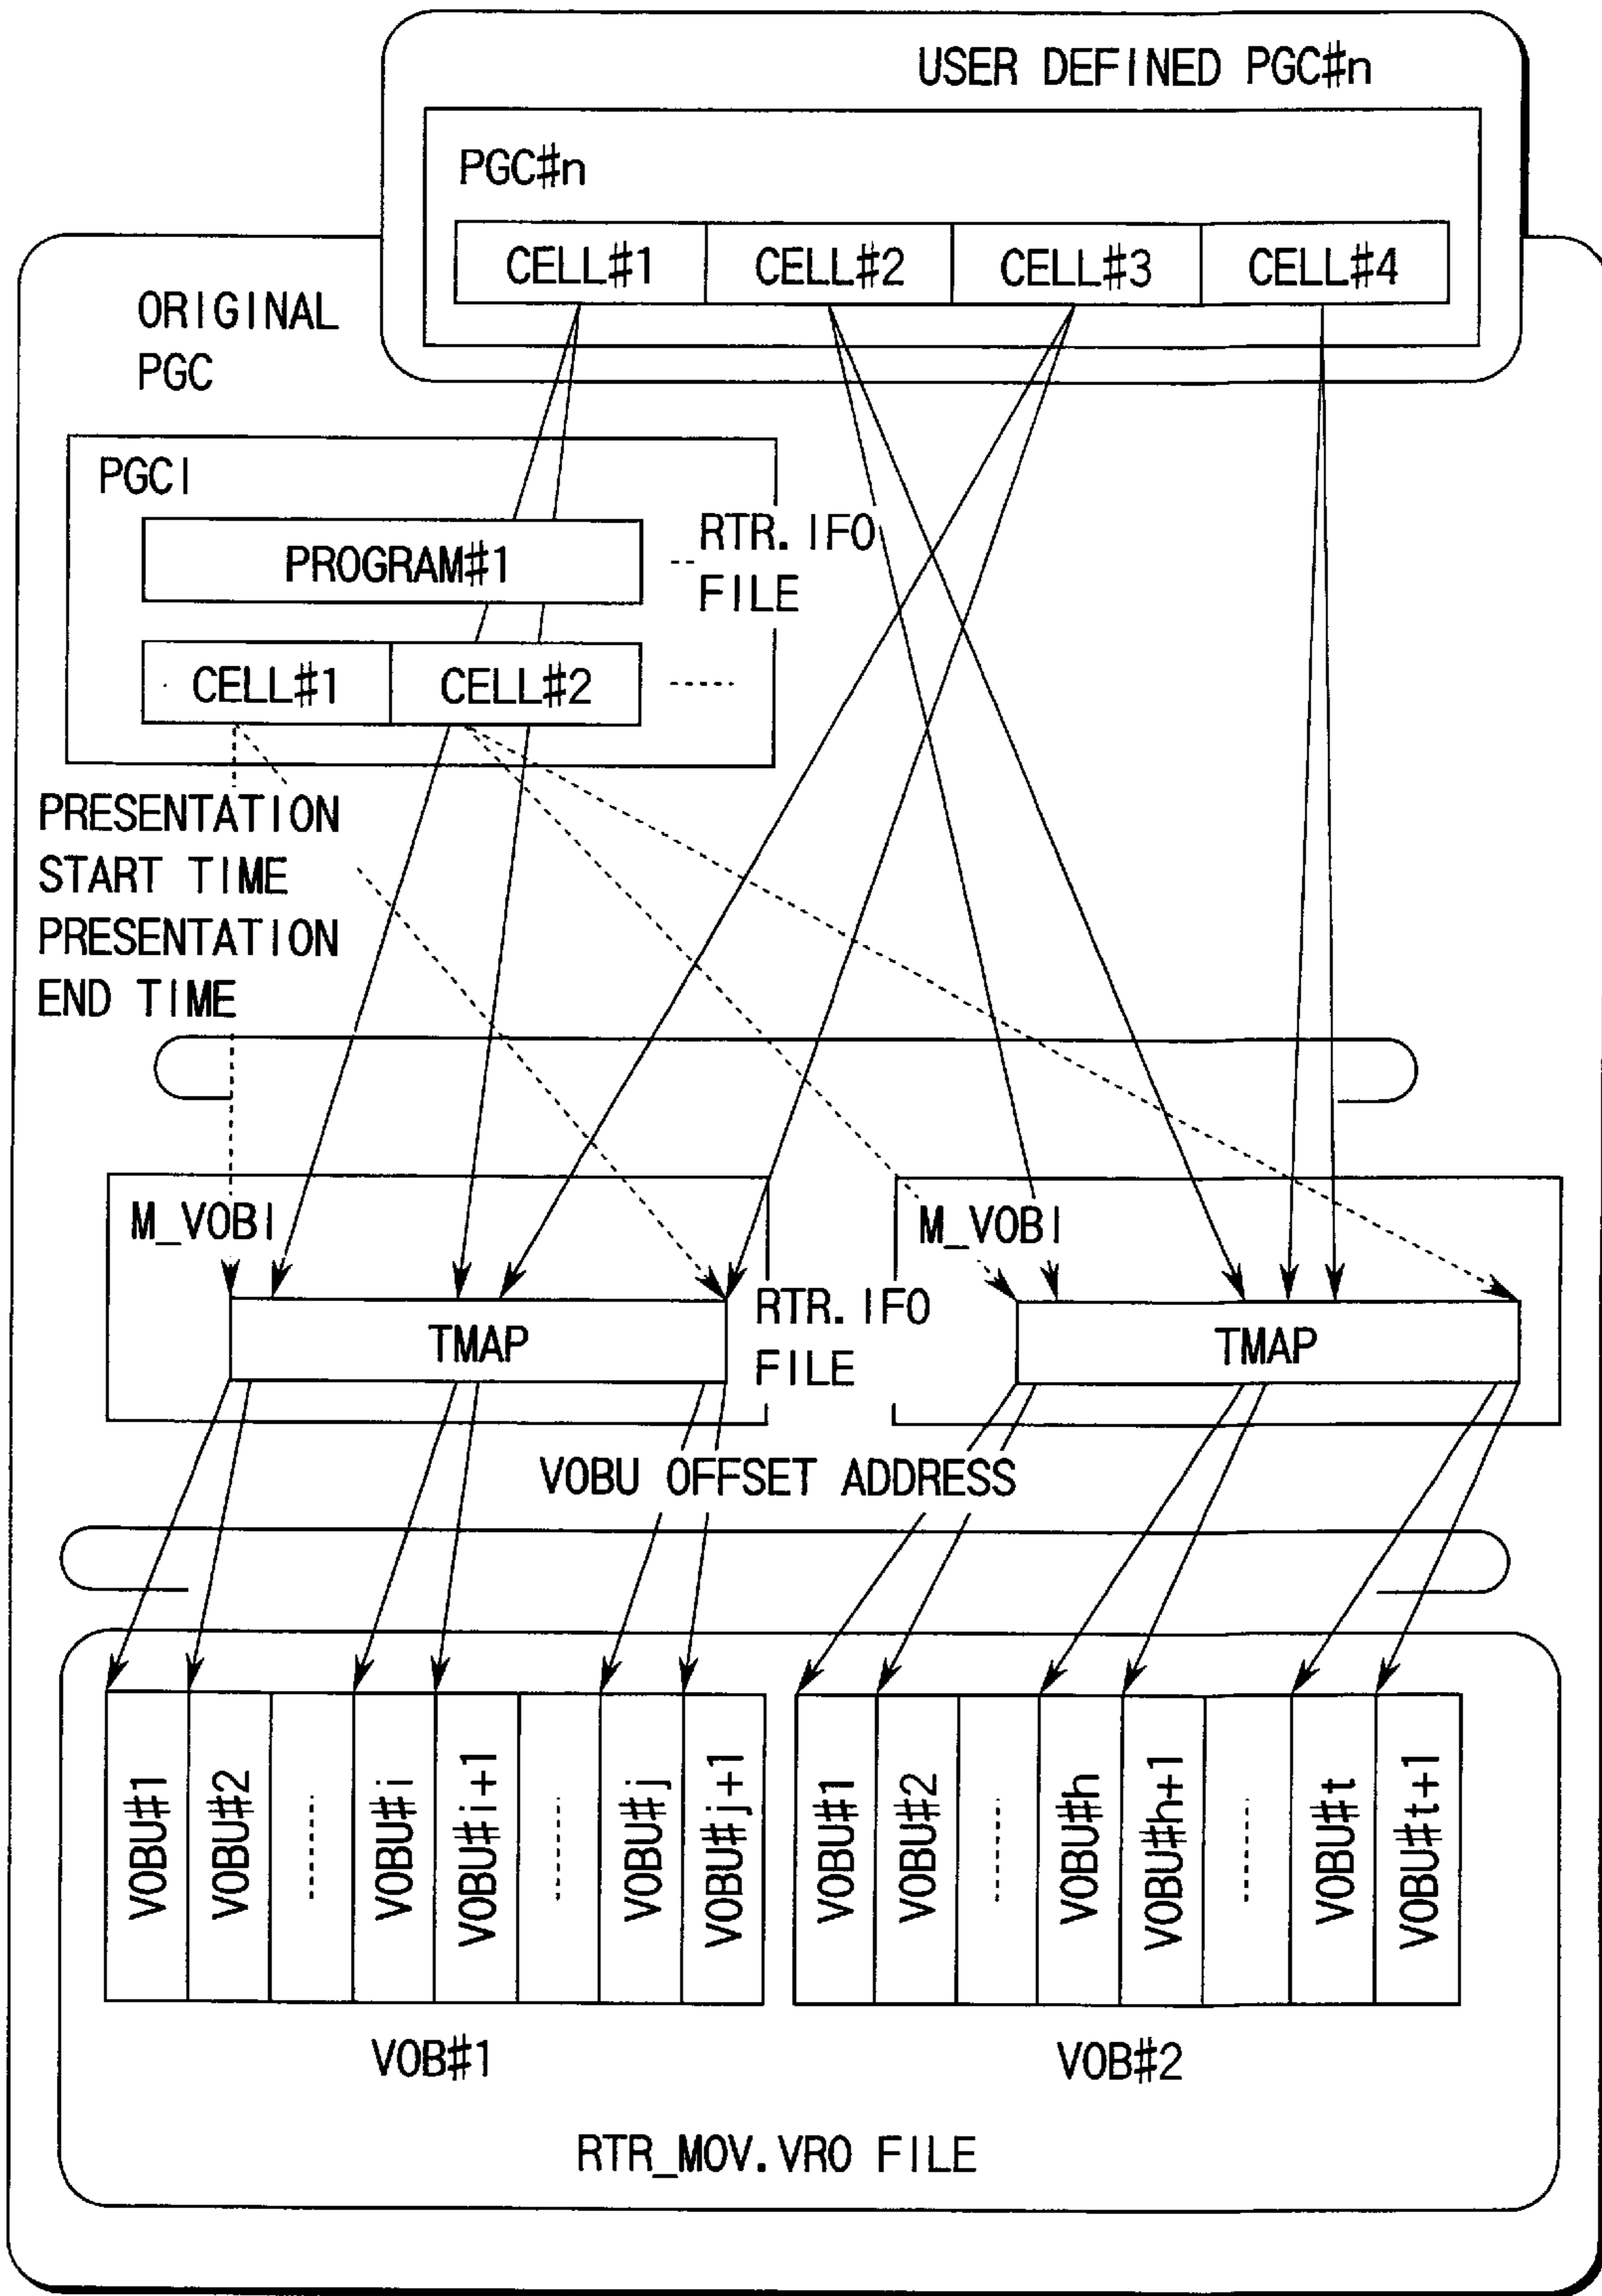 USER DEFINED PGC#n
PGC#n
CELL#1 CELL#2 CELL#3 CELL#4
ORIGINAL
PGC
PGCI
PROGRAM#1
RTR.IFO
FILE
CELL#1 CELL#2
PRESENTATION
START TIME
PRESENTATION
END TIME
M_VOBI
M_VOBI
TMAP
RTR.IFO
FILE
TMAP
VOBU OFFSET ADDRESS
VOBU#1
VOBU#2
VOBU#i
VOBU#i+1
VOBU#j
VOBU#j+1
VOBU#1
VOBU#2
VOBU#h
VOBU#h+1
VOBU#t
VOBU#t+1
VOB#1
VOB#2
RTR_MOV.VRO FILE